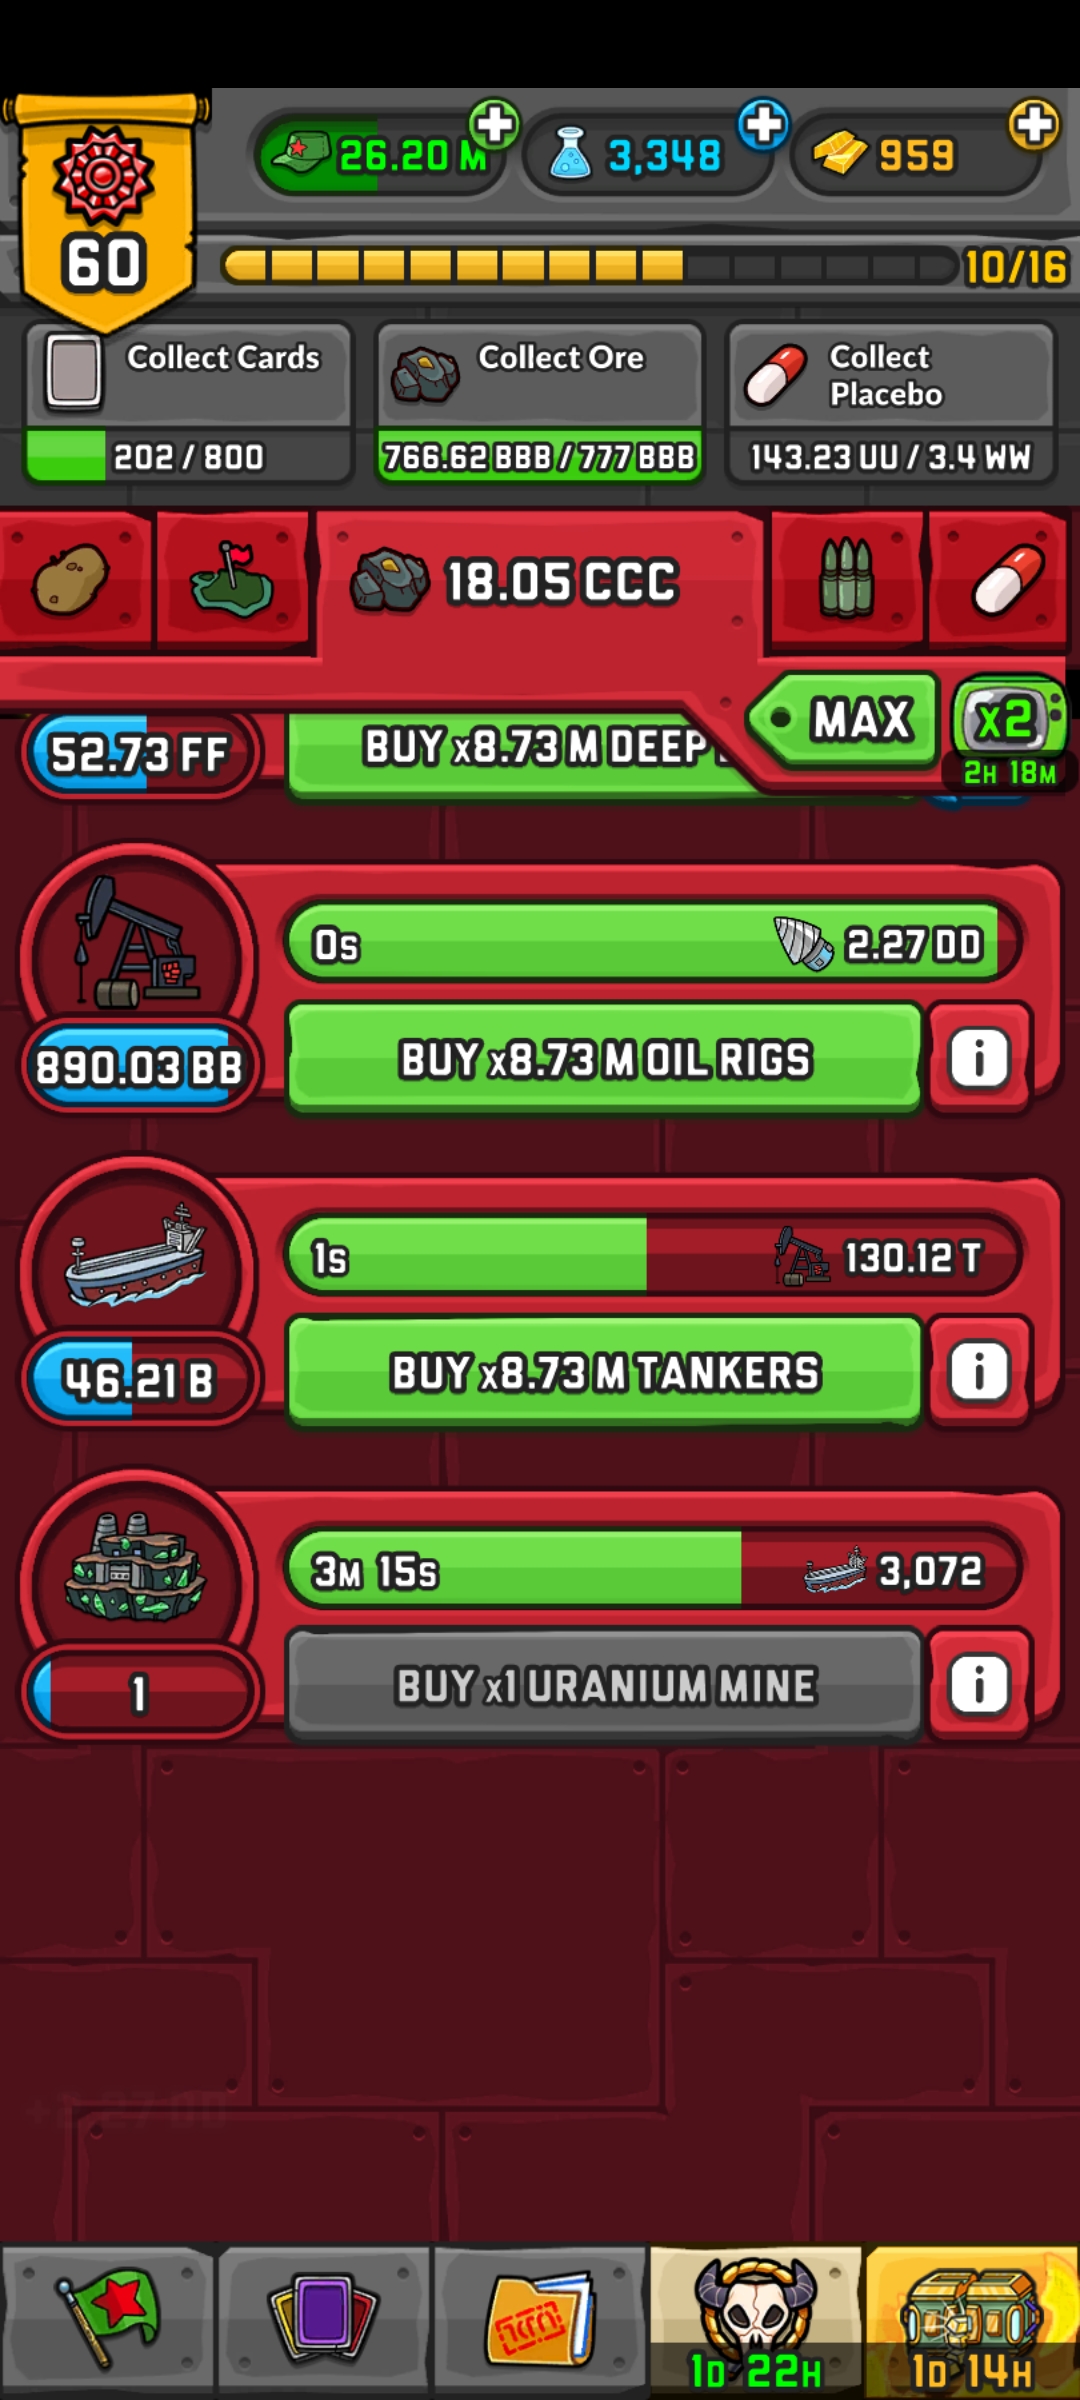 60
26.20 M
3,348
959
10/16
Collect Cards
202 / 800
Collect Ore
766.62 BBB / 777 BBB
Collect
Placebo
143.23 UU / 3.4 WW
18.05 CCC
MAX
x2
2H 18M
52.73 FF
BUY x8.73 M DEEP
0s
2.27 DD
890.03 BB
BUY x8.73 M OIL RIGS
i
1s
130.12 T
46.21 B
BUY x8.73 M TANKERS
i
3M 15s
3,072
1
BUY x1 URANIUM MINE
i
1D 22H
1D 14H